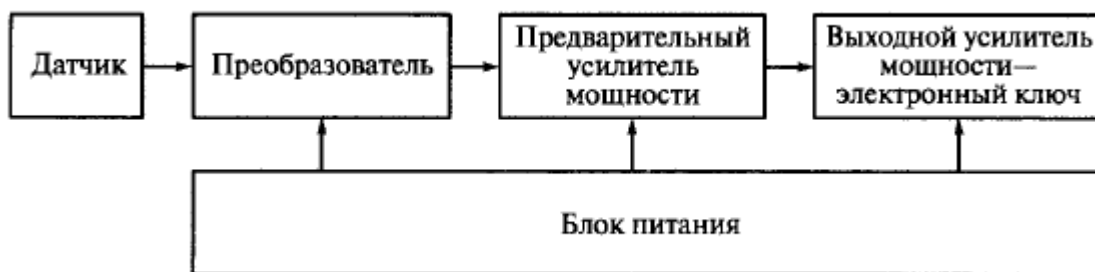 Датчик
Преобразователь
Предварительный
усилитель
мощности
Выходной усилитель
мощности—
электронный ключ
Блок питания